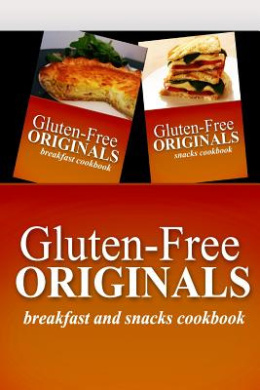 Gluten-Free
ORIGINALS
breakfast cookbook
Gluten-Free
ORIGINALS
snacks cookbook
Gluten-Free
ORIGINALS
breakfast and snacks cookbook